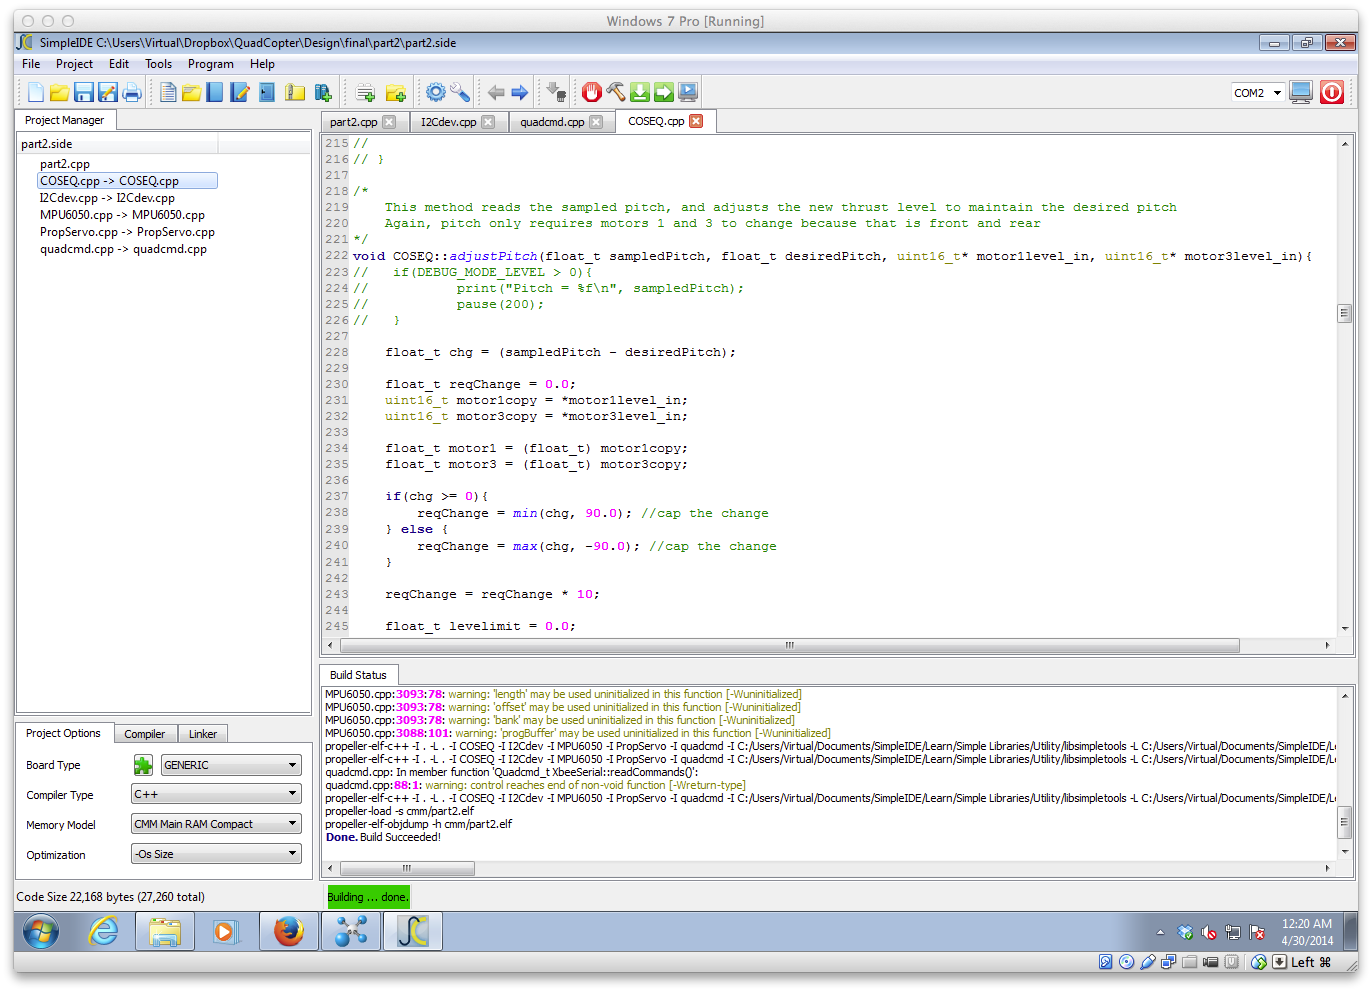 Windows 7 Pro [Running]
SimpleIDE C:\Users\Virtual\Dropbox\QuadCopter\Design\final\part2\part2.side
File Project Edit Tools Program Help
COM2
Project Manager
part2.side
part2.cpp
COSEQ.cpp -> COSEQ.cpp
I2Cdev.cpp -> I2Cdev.cpp
MPU6050.cpp -> MPU6050.cpp
PropServo.cpp -> PropServo.cpp
quadcmd.cpp -> quadcmd.cpp
part2.cpp I2Cdev.cpp quadcmd.cpp COSEQ.cpp
215 //
216 // }
217
218 /*
219 This method reads the sampled pitch, and adjusts the new thrust level to maintain the desired pitch
220 Again, pitch only requires motors 1 and 3 to change because that is front and rear
221 */
222 void COSEQ::adjustPitch(float_t sampledPitch, float_t desiredPitch, uint16_t* motor1level_in, uint16_t* motor3level_in){
223 // if(DEBUG_MODE_LEVEL > 0){
224 // print("Pitch = %f\n", sampledPitch);
225 // pause(200);
226 // }
227
228 float_t chg = (sampledPitch - desiredPitch);
229
230 float_t reqChange = 0.0;
231 uint16_t motor1copy = *motor1level_in;
232 uint16_t motor3copy = *motor3level_in;
233
234 float_t motor1 = (float_t) motor1copy;
235 float_t motor3 = (float_t) motor3copy;
236
237 if(chg >= 0){
238 reqChange = min(chg, 90.0); //cap the change
239 } else {
240 reqChange = max(chg, -90.0); //cap the change
241 }
242
243 reqChange = reqChange * 10;
244
245 float_t levelimit = 0.0;
Build Status
MPU6050.cpp:3093:78: warning: 'length' may be used uninitialized in this function [-Wuninitialized]
MPU6050.cpp:3093:78: warning: 'offset' may be used uninitialized in this function [-Wuninitialized]
MPU6050.cpp:3093:78: warning: 'bank' may be used uninitialized in this function [-Wuninitialized]
MPU6050.cpp:3088:101: warning: 'progBuffer' may be used uninitialized in this function [-Wuninitialized]
propeller-elf-c++ -I . -L . -I COSEQ -I I2Cdev -I MPU6050 -I PropServo -I quadcmd -I C:/Users/Virtual/Documents/SimpleIDE/Learn/Simple Libraries/Utility/libsimpletools -L C:/Users/Virtual/Documents/SimpleIDE/Le
propeller-elf-c++ -I . -L . -I COSEQ -I I2Cdev -I MPU6050 -I PropServo -I quadcmd -I C:/Users/Virtual/Documents/SimpleIDE/Learn/Simple Libraries/Utility/libsimpletools -L C:/Users/Virtual/Documents/SimpleIDE/Le
quadcmd.cpp: In member function 'Quadcmd_t XbeeSerial::readCommands()':
quadcmd.cpp:88:1: warning: control reaches end of non-void function [-Wreturn-type]
propeller-elf-c++ -I . -L . -I COSEQ -I I2Cdev -I MPU6050 -I PropServo -I quadcmd -I C:/Users/Virtual/Documents/SimpleIDE/Learn/Simple Libraries/Utility/libsimpletools -L C:/Users/Virtual/Documents/SimpleIDE/Le
propeller-load -s cmm/part2.elf
propeller-elf-objdump -h cmm/part2.elf
Done. Build Succeeded!
Project Options Compiler Linker
Board Type GENERIC
Compiler Type C++
Memory Model CMM Main RAM Compact
Optimization -Os Size
Code Size 22,168 bytes (27,260 total)
Building ... done.
12:20 AM
4/30/2014
Left ⌘